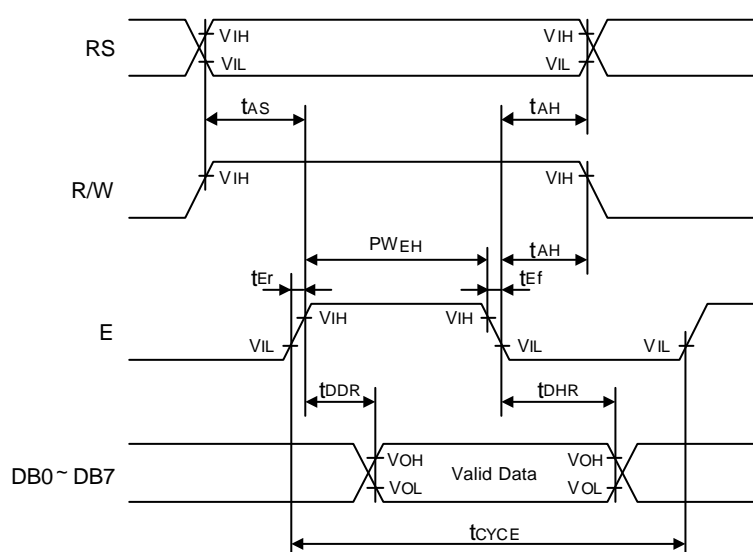 RS
VIH
VIL
VIH
VIL
tAS
tAH
R/W
VIH
VIH
PWEH
tAH
tEr
tEf
E
VIH
VIH
VIL
VIL
VIL
tDDR
tDHR
DB0~DB7
VOH
VOL
Valid Data
VOH
VOL
tCYCE